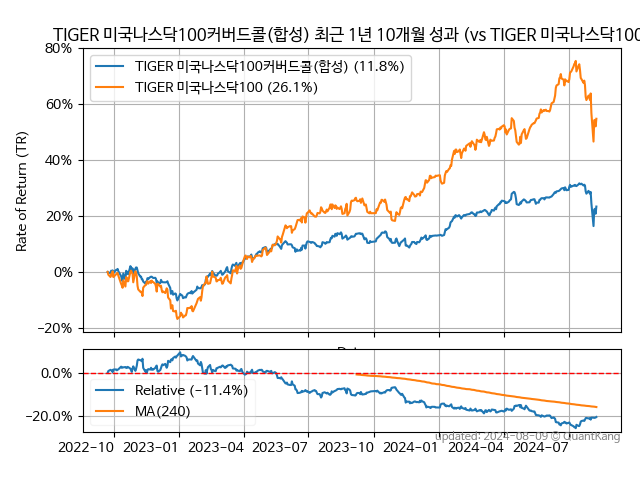 TIGER 미국나스닥100커버드콜(합성) 최근 1년 10개월 성과 (vs TIGER 미국나스닥100
TIGER 미국나스닥100커버드콜(합성) (11.8%)
TIGER 미국나스닥100 (26.1%)
Rate of Return (TR)
80%
60%
40%
20%
0%
−20%
0.0%
−20.0%
Relative (−11.4%)
MA(240)
2022-10 2023-01 2023-04 2023-07 2023-10 2024-01 2024-04 2024-07
Updated: 2024-08-09 © QuantKang